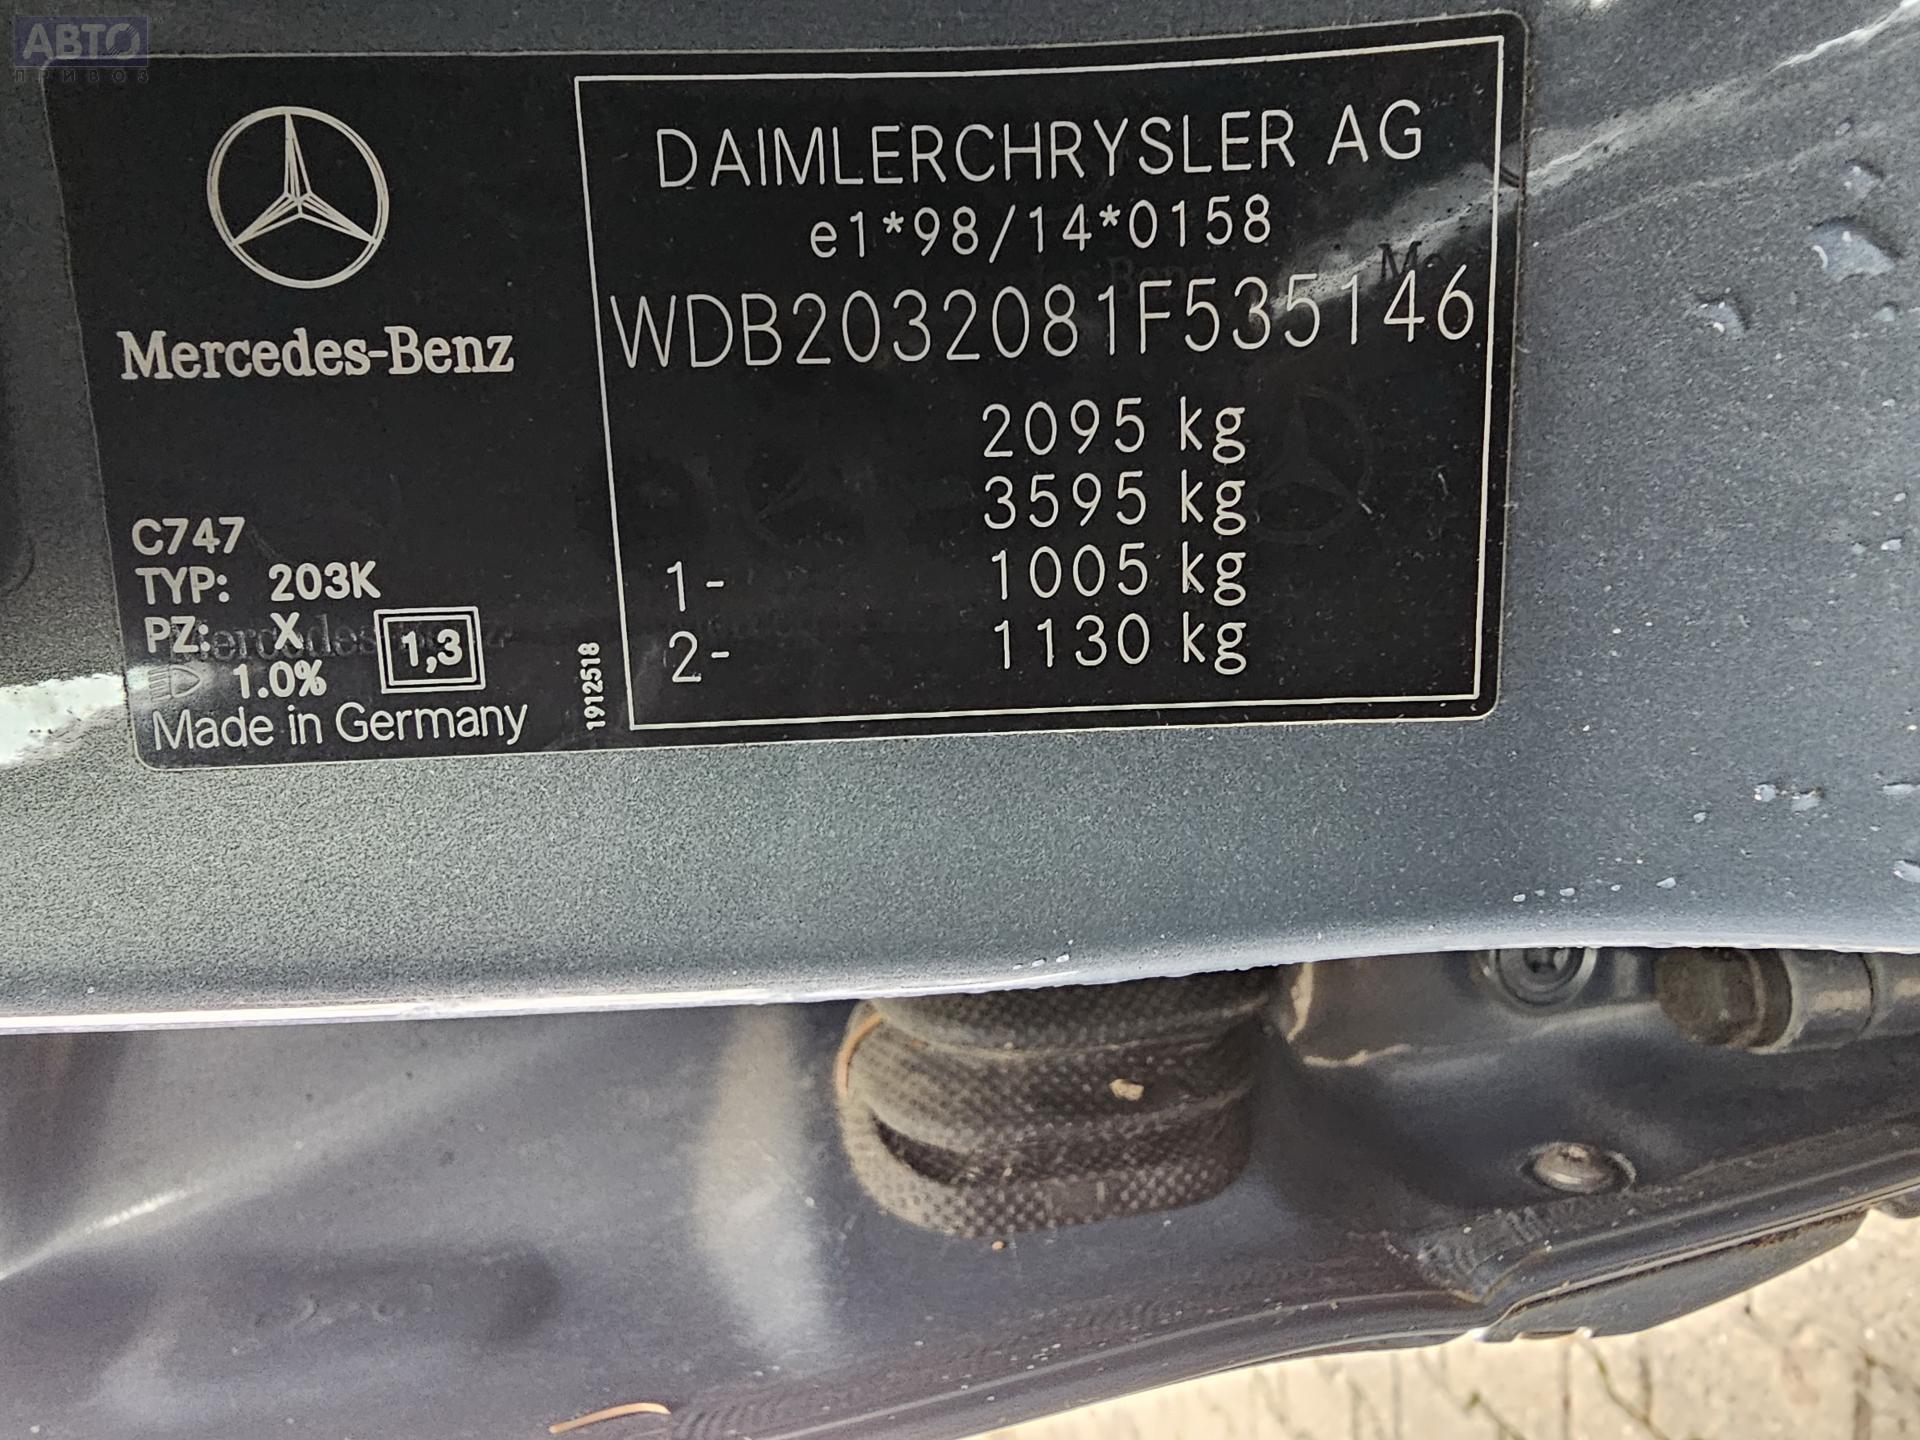 АВТО
ПРИВОЗ
Mercedes-Benz
C747
TYP: 203K
PZ: X
1.0%
1,3
Made in Germany
1912518
DAIMLERCHRYSLER AG
e1*98/14*0158
WDB2032081F535146
2095 kg
3595 kg
1- 1005 kg
2- 1130 kg